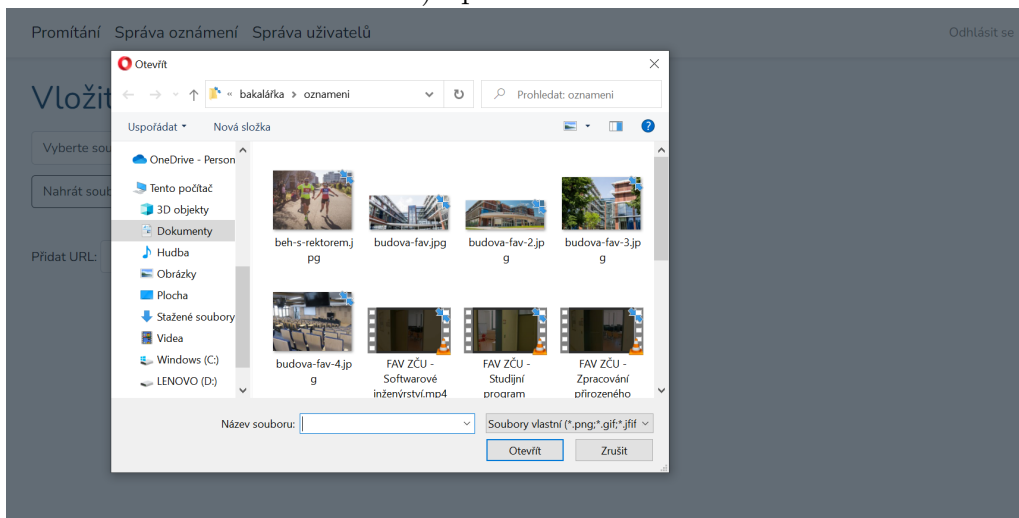 Promítání Správa oznámení Správa uživatelů Odhlásit se
Otevřít
Vložit
« bakalářka › oznameni Prohledat: oznameni
Uspořádat Nová složka
Vyberte sou
Nahrát soub
Přidat URL:
OneDrive - Person
Tento počítač
3D objekty
Dokumenty
Hudba
Obrázky
Plocha
Stažené soubory
Videa
Windows (C:)
LENOVO (D:)
beh-s-rektorem.j
pg
budova-fav.jpg
budova-fav-2.jp
g
budova-fav-3.jp
g
budova-fav-4.jp
g
FAV ZČU -
Softwarové
inženýrství.mp4
FAV ZČU -
Studijní
program
FAV ZČU -
Zpracování
přirozeného
Název souboru: Soubory vlastní (*.png;*.gif;*.jfif
Otevřít Zrušit